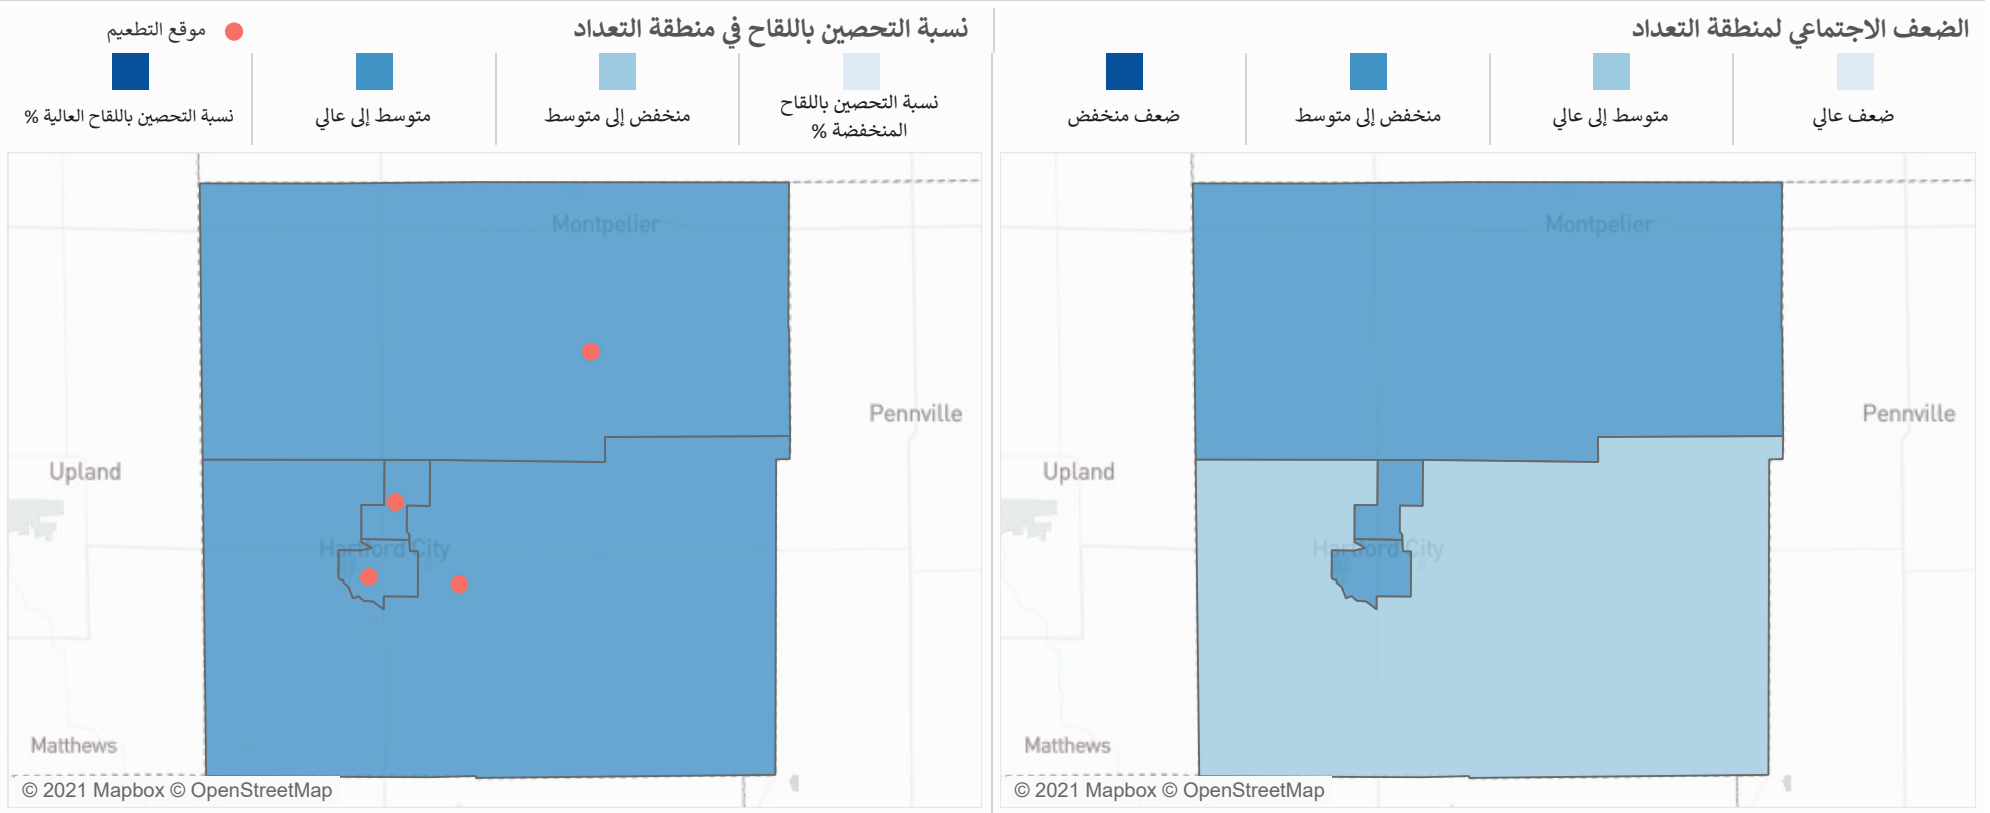 الضعف الاجتماعي لمنطقة التعداد
ضعف عالي
متوسط إلى عالي
منخفض إلى متوسط
ضعف منخفض
Montpelier
Pennville
Upland
Hartford City
Matthews
© 2021 Mapbox © OpenStreetMap
نسبة التحصين باللقاح في منطقة التعداد
موقع التطعيم
نسبة التحصين باللقاح
المنخفضة %
منخفض إلى متوسط
متوسط إلى عالي
نسبة التحصين باللقاح العالية %
Montpelier
Pennville
Upland
Hartford City
Matthews
© 2021 Mapbox © OpenStreetMap